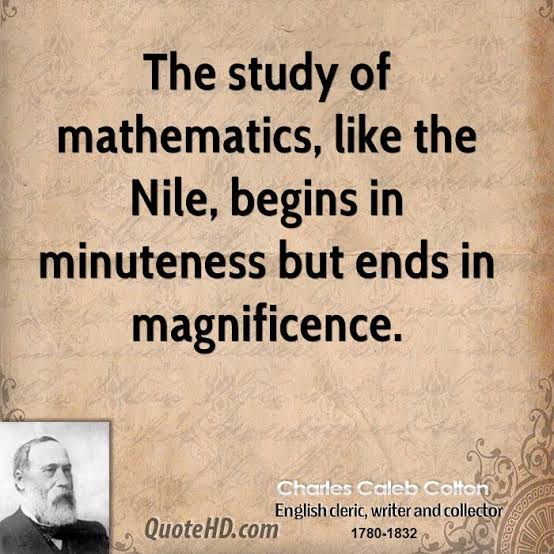 The study of
mathematics, like the
Nile, begins in
minuteness but ends in
magnificence.
Charles Caleb Colton
English cleric, writer and collector
1780-1832
QuoteHD.com